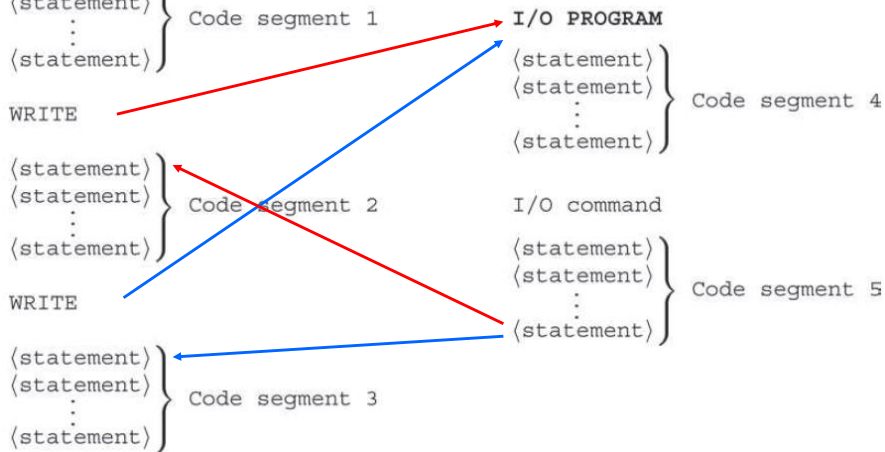 ⟨statement⟩
⋮
⟨statement⟩
Code segment 1
WRITE
⟨statement⟩
⟨statement⟩
⋮
⟨statement⟩
Code segment 2
WRITE
⟨statement⟩
⟨statement⟩
⋮
⟨statement⟩
Code segment 3
I/O PROGRAM
⟨statement⟩
⟨statement⟩
⋮
⟨statement⟩
Code segment 4
I/O command
⟨statement⟩
⟨statement⟩
⋮
⟨statement⟩
Code segment 5